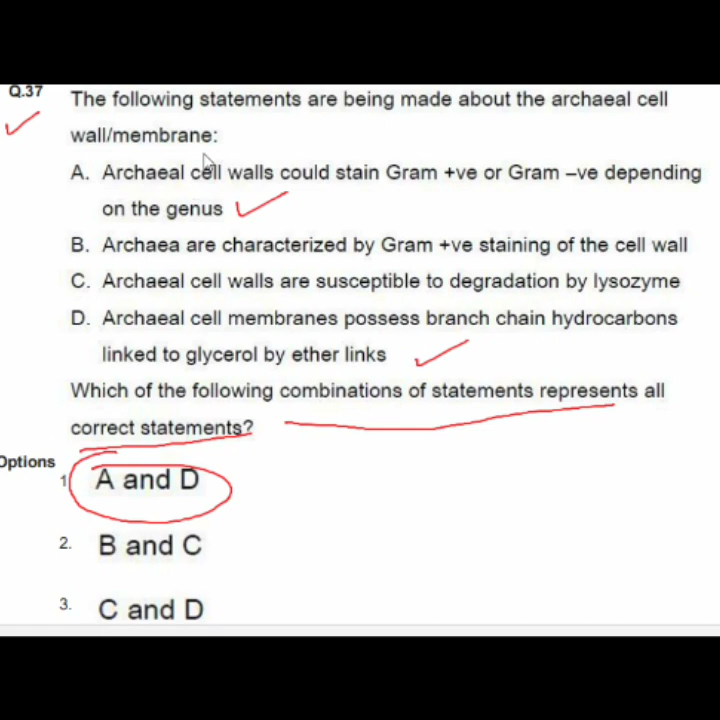 Q.37 The following statements are being made about the archaeal cell
wall/membrane:
A. Archaeal cell walls could stain Gram +ve or Gram –ve depending
on the genus
B. Archaea are characterized by Gram +ve staining of the cell wall
C. Archaeal cell walls are susceptible to degradation by lysozyme
D. Archaeal cell membranes possess branch chain hydrocarbons
linked to glycerol by ether links
Which of the following combinations of statements represents all
correct statements?
Options
1 A and D
2. B and C
3. C and D